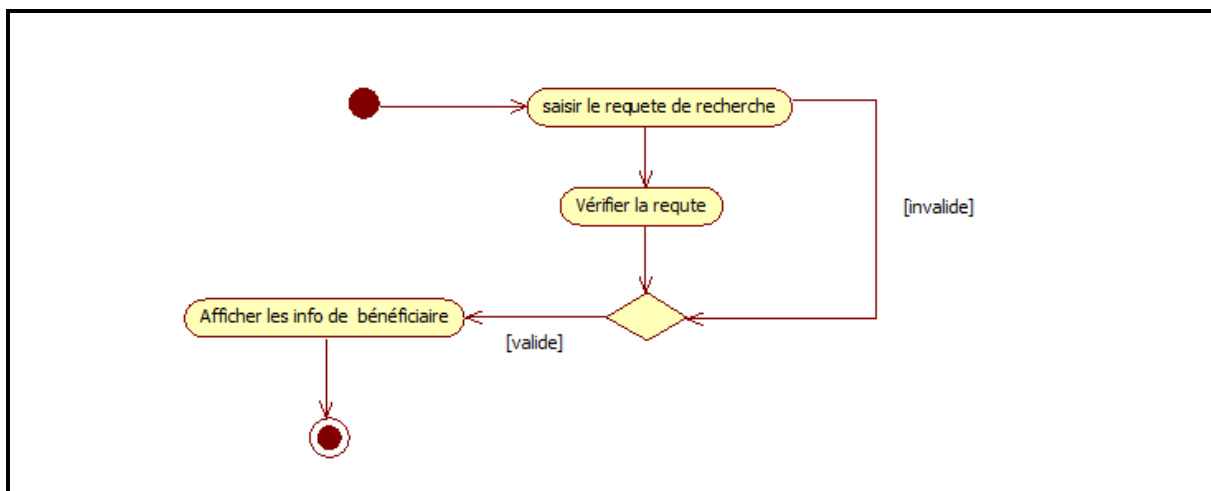 saisir le requete de recherche
Vérifier la requte
[invalide]
Afficher les info de  bénéficiaire
[valide]